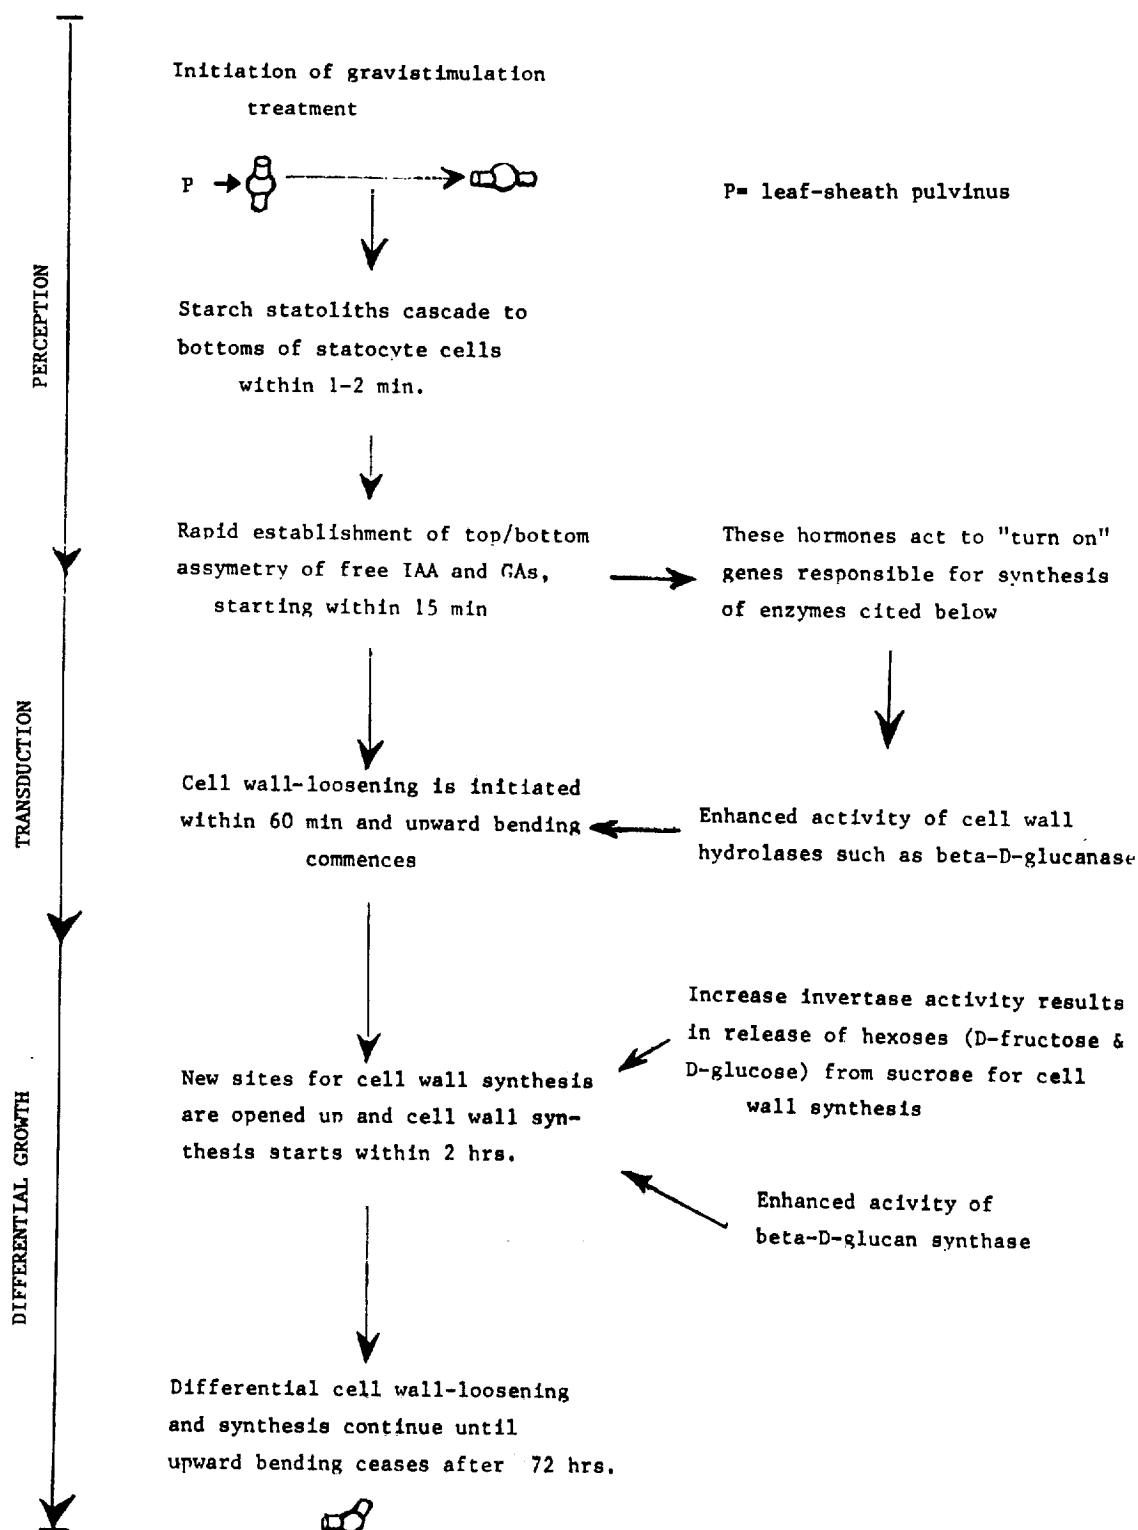 Initiation of gravistimulation
treatment
P
P= leaf-sheath pulvinus
PERCEPTION
Starch statoliths cascade to
bottoms of statocyte cells
within 1-2 min.
Rapid establishment of top/bottom
assymetry of free IAA and GAs,
starting within 15 min
These hormones act to "turn on"
genes responsible for synthesis
of enzymes cited below
TRANSDUCTION
Cell wall-loosening is initiated
within 60 min and upward bending
commences
Enhanced activity of cell wall
hydrolases such as beta-D-glucanase
DIFFERENTIAL GROWTH
Increase invertase activity results
in release of hexoses (D-fructose &
D-glucose) from sucrose for cell
wall synthesis
New sites for cell wall synthesis
are opened up and cell wall syn-
thesis starts within 2 hrs.
Enhanced acivity of
beta-D-glucan synthase
Differential cell wall-loosening
and synthesis continue until
upward bending ceases after 72 hrs.